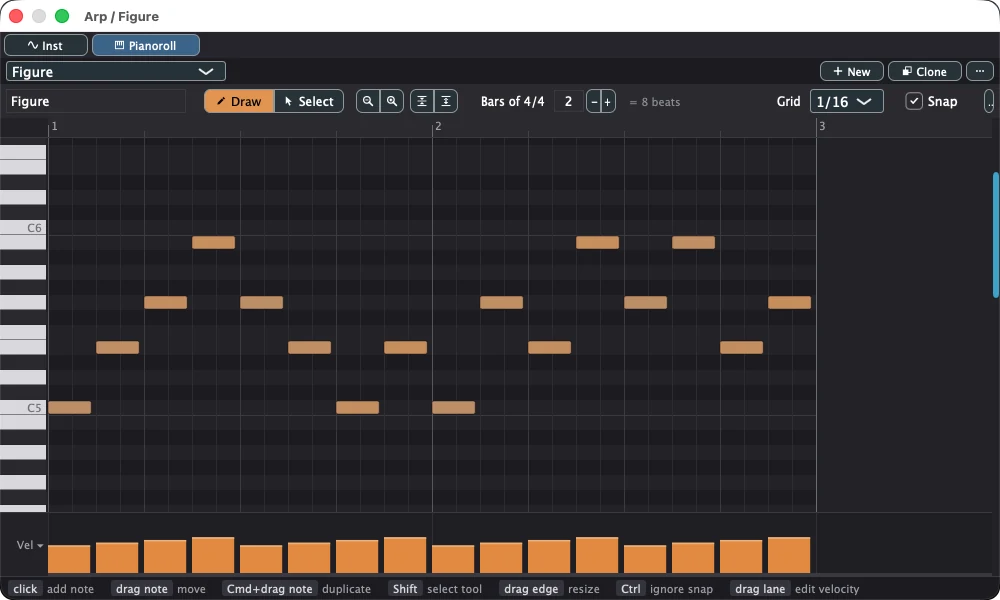 Arp / Figure
Inst Pianoroll
Figure + New Clone ...
Figure Draw Select Bars of 4/4 2 - + = 8 beats Grid 1/16 Snap
1 2 3
C6
C5
Vel
click add note drag note move Cmd+drag note duplicate Shift select tool drag edge resize Ctrl ignore snap drag lane edit velocity